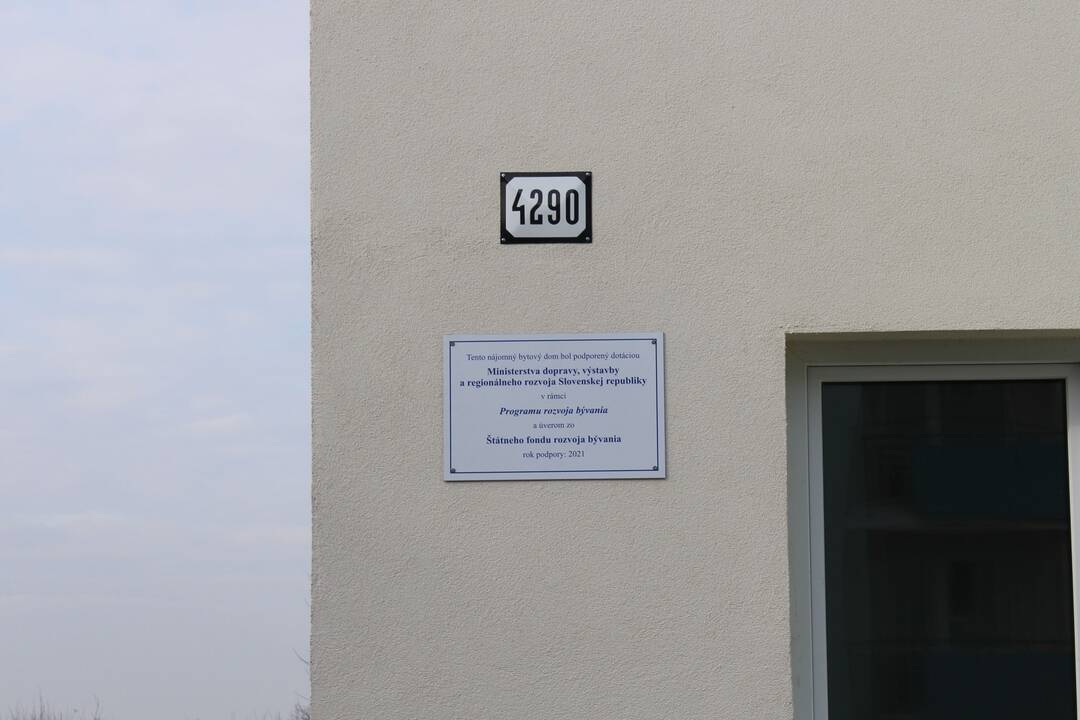 4290
Tento nájomný bytový dom bol podporený dotáciou
Ministerstva dopravy, výstavby
a regionálneho rozvoja Slovenskej republiky
v rámci
Programu rozvoja bývania
a úverom zo
Štátneho fondu rozvoja bývania
rok podpory: 2021